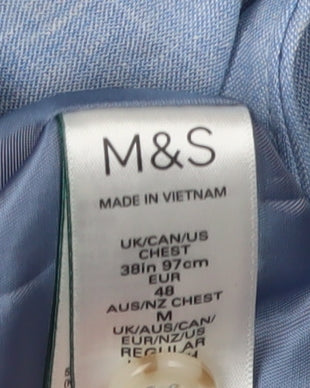 M&S
MADE IN VIETNAM
UK/CAN/US
CHEST
38in 97cm
EUR
48
AUS/NZ CHEST
M
UK/AUS/CAN/
EUR/NZ/US
REGULAR